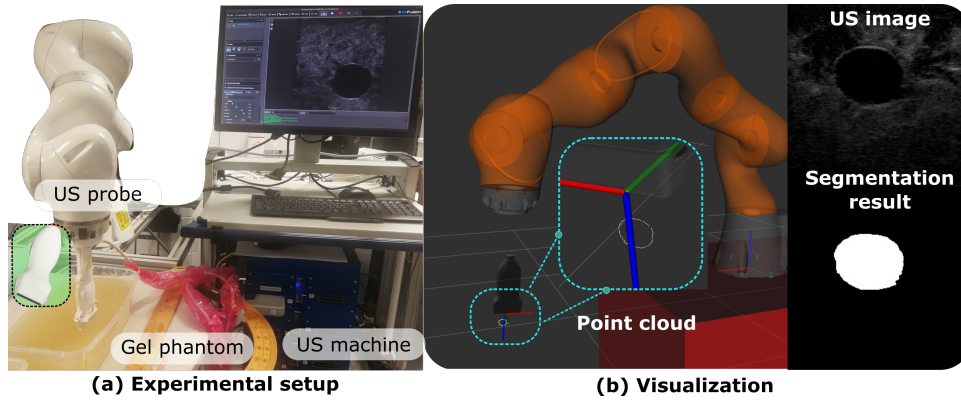 US probe
Gel phantom
US machine
(a) Experimental setup
Point cloud
US image
Segmentation
result
(b) Visualization